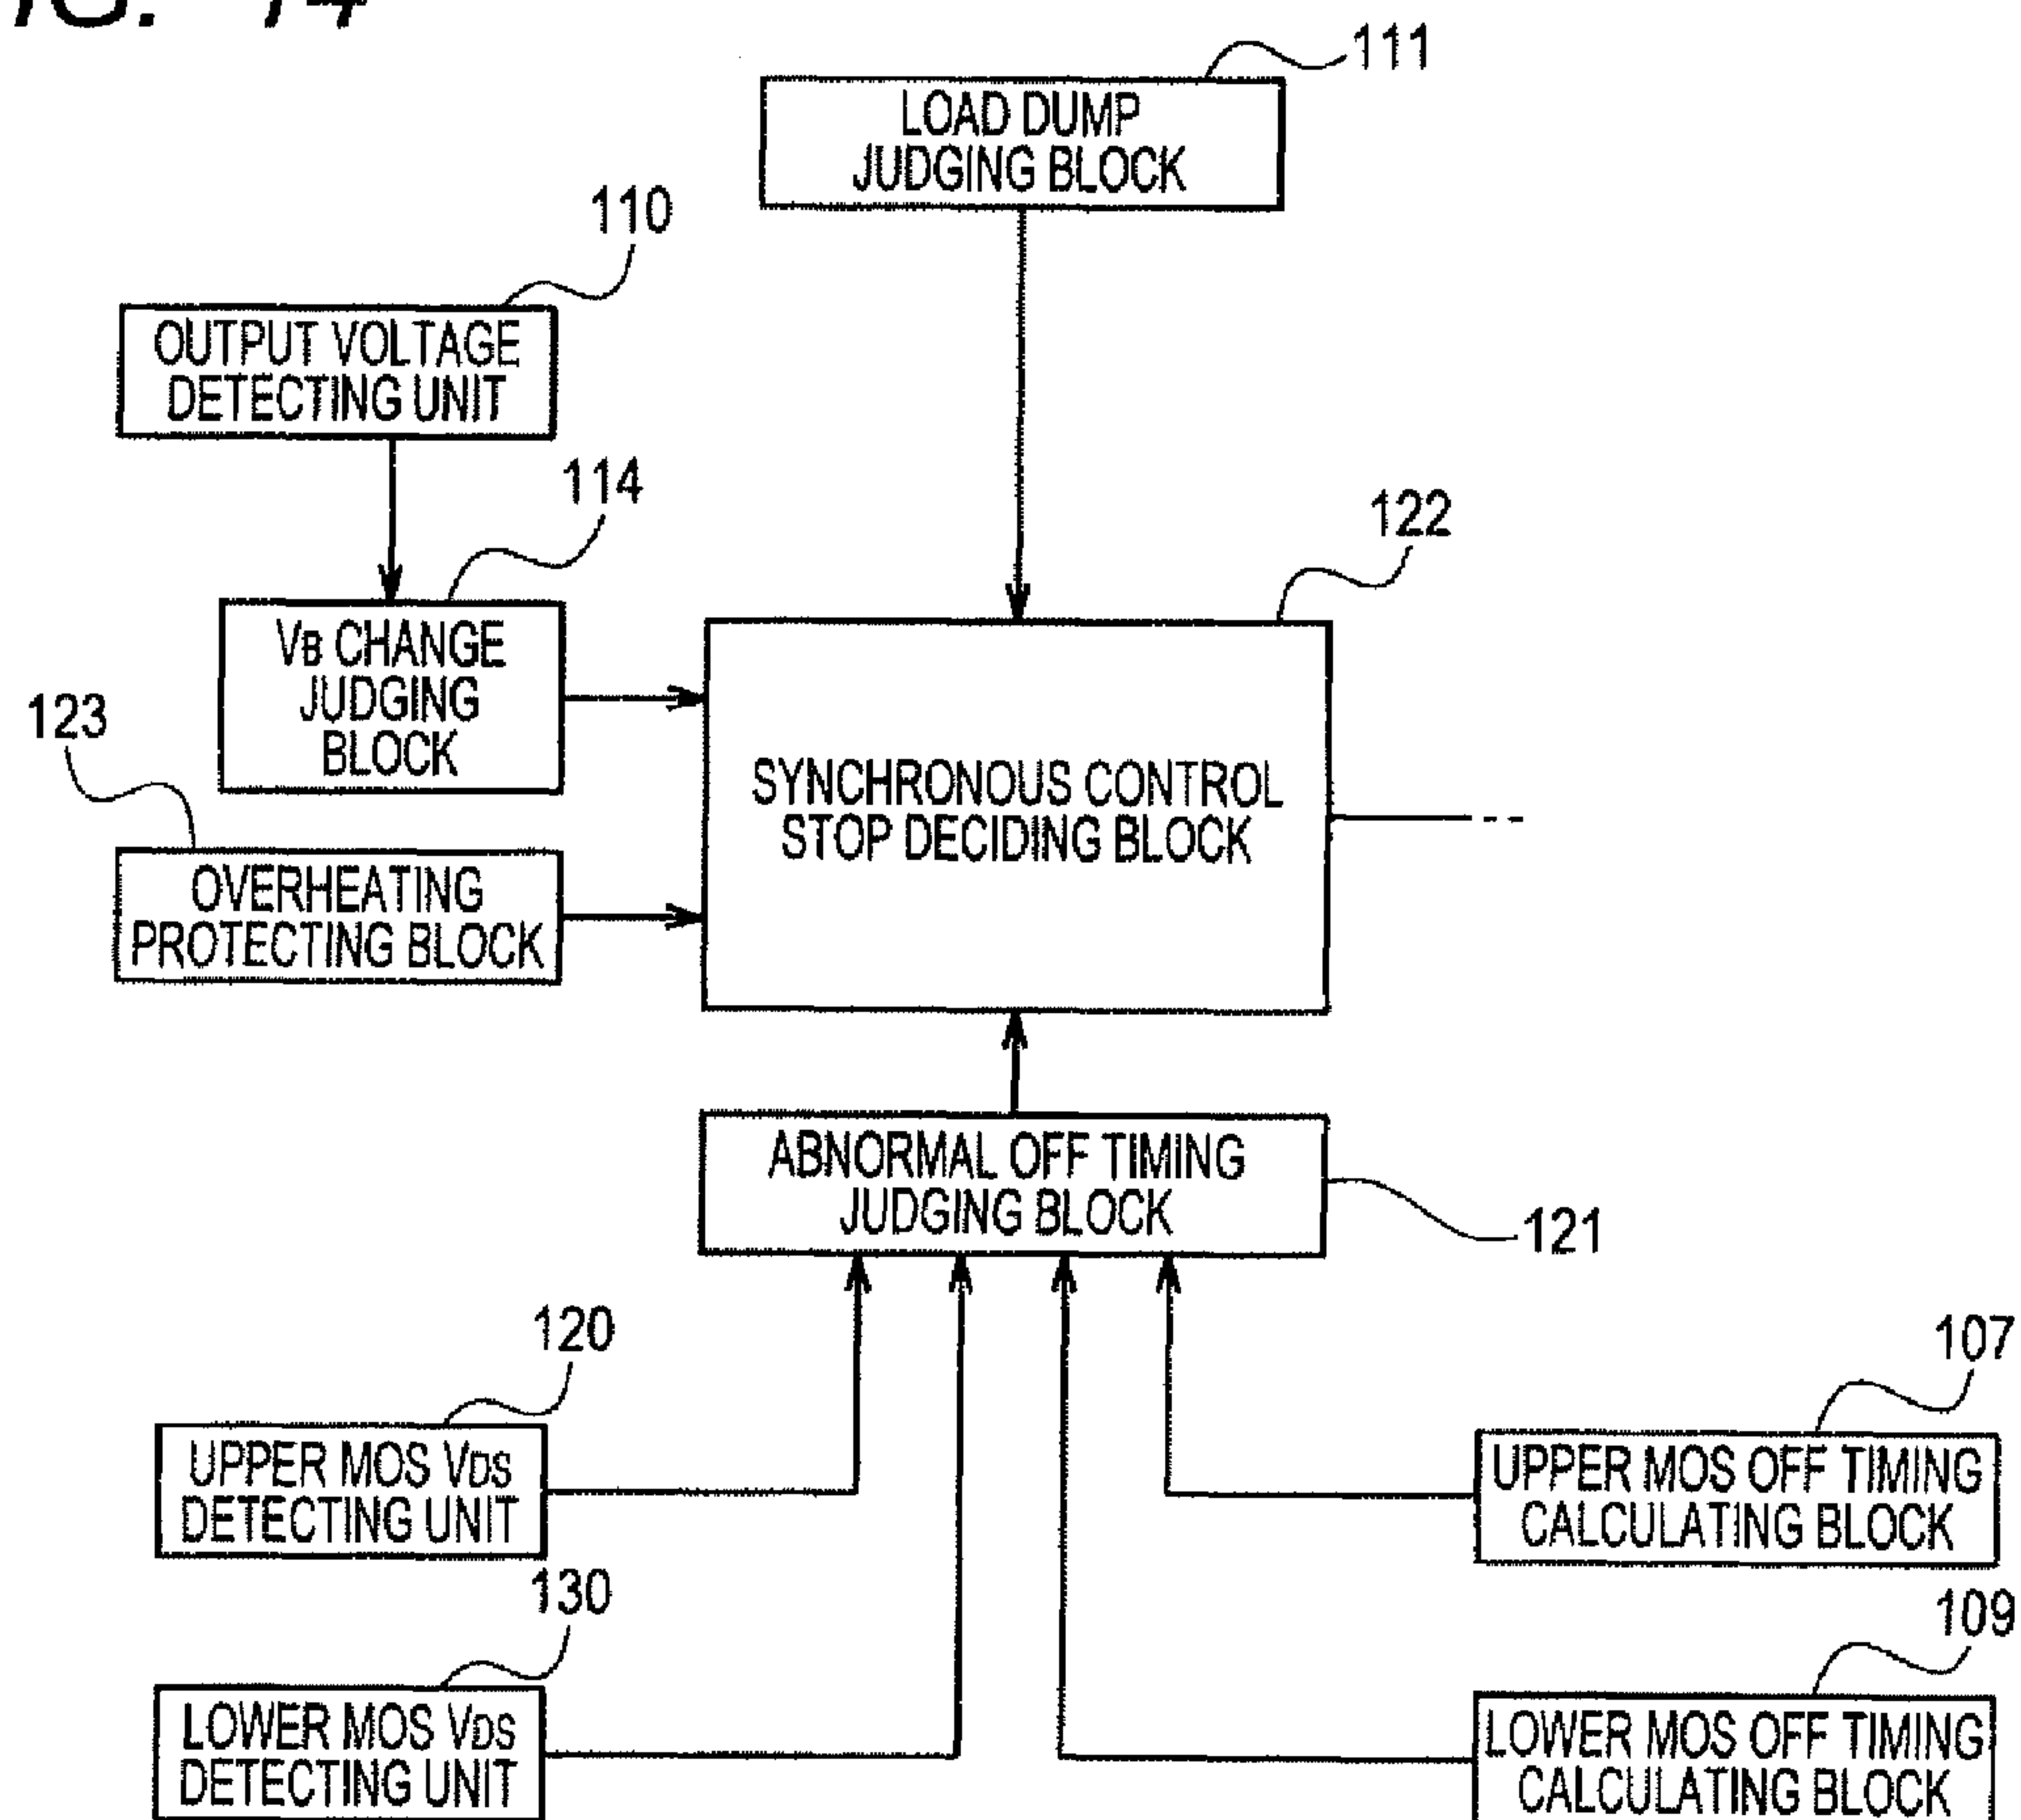 111
LOAD DUMP
JUDGING BLOCK
110
OUTPUT VOLTAGE
DETECTING UNIT
114
122
VB CHANGE
JUDGING
BLOCK
123
SYNCHRONOUS CONTROL
STOP DECIDING BLOCK
OVERHEATING
PROTECTING BLOCK
ABNORMAL OFF TIMING
JUDGING BLOCK
121
120
107
UPPER MOS VDS
DETECTING UNIT
UPPER MOS OFF TIMING
CALCULATING BLOCK
130
109
LOWER MOS VDS
DETECTING UNIT
LOWER MOS OFF TIMING
CALCULATING BLOCK